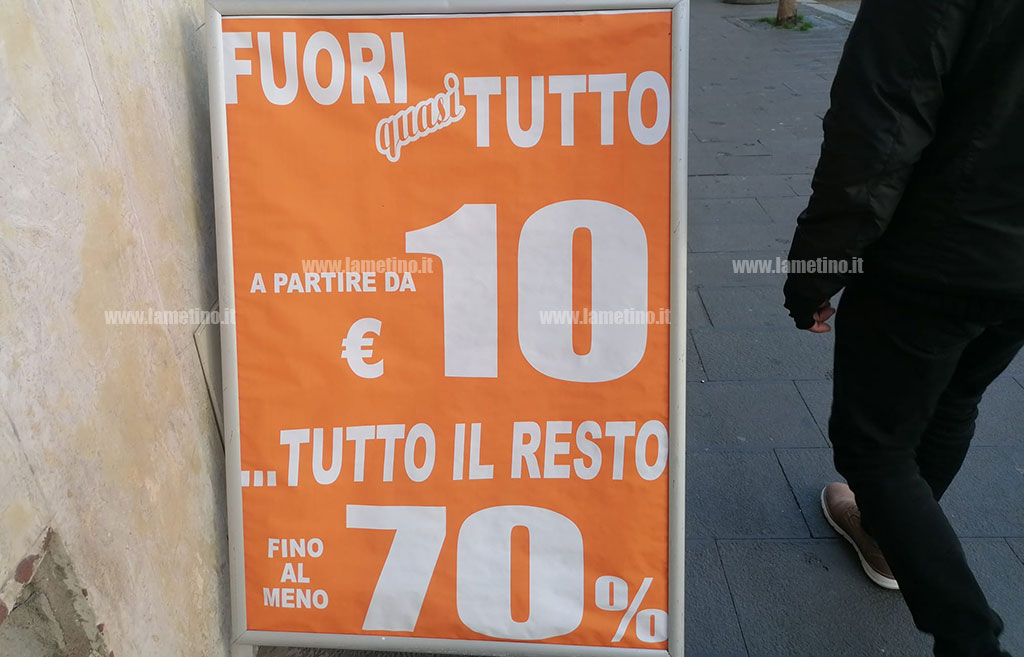 FUORI
quasi TUTTO
A PARTIRE DA 10
€
...TUTTO IL RESTO
FINO
AL
MENO
70%
www.lametino.it
www.lametino.it
www.lametino.it
www.lametino.it